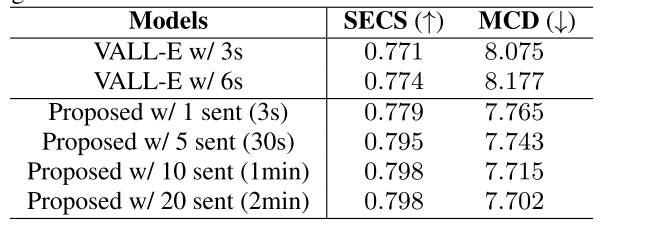 Models SECS (↑) MCD (↓)
VALL-E w/ 3s 0.771 8.075
VALL-E w/ 6s 0.774 8.177
Proposed w/ 1 sent (3s) 0.779 7.765
Proposed w/ 5 sent (30s) 0.795 7.743
Proposed w/ 10 sent (1min) 0.798 7.715
Proposed w/ 20 sent (2min) 0.798 7.702